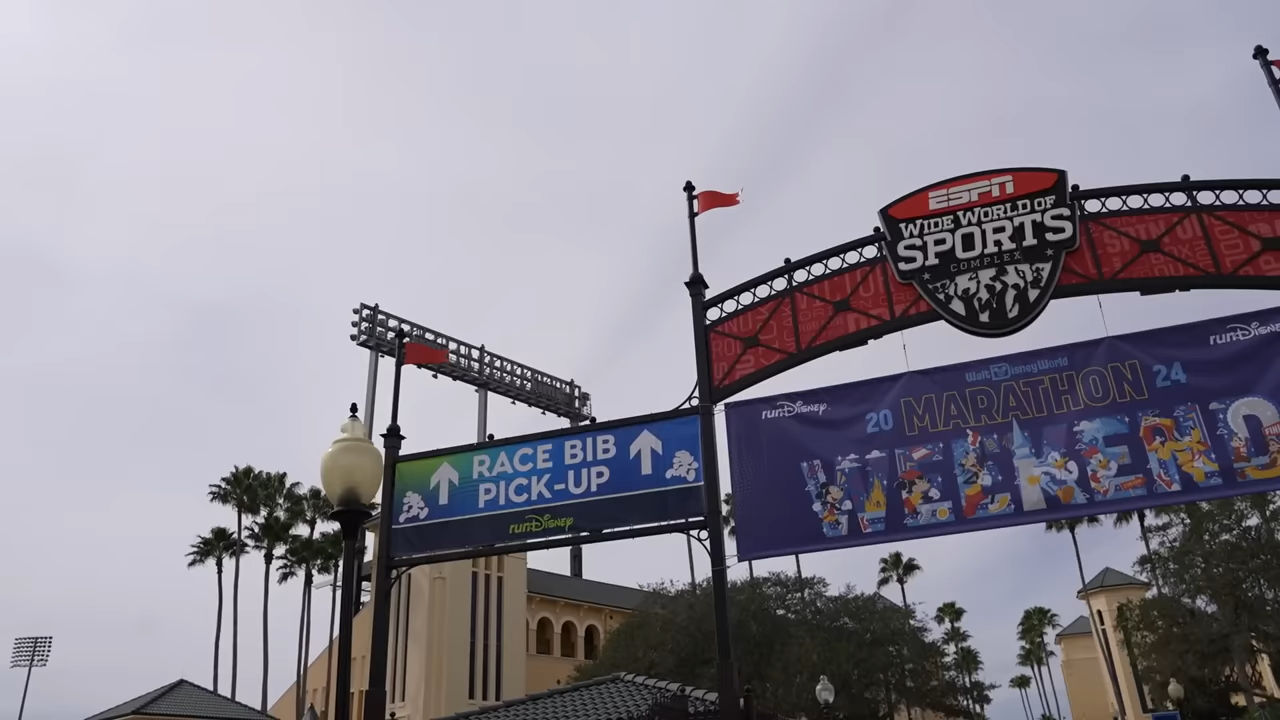 ESPN
WIDE WORLD OF
SPORTS
COMPLEX
runDisney
Walt Disney World
20 MARATHON 24
WEEKEND
runDisney
RACE BIB
PICK-UP
runDisney